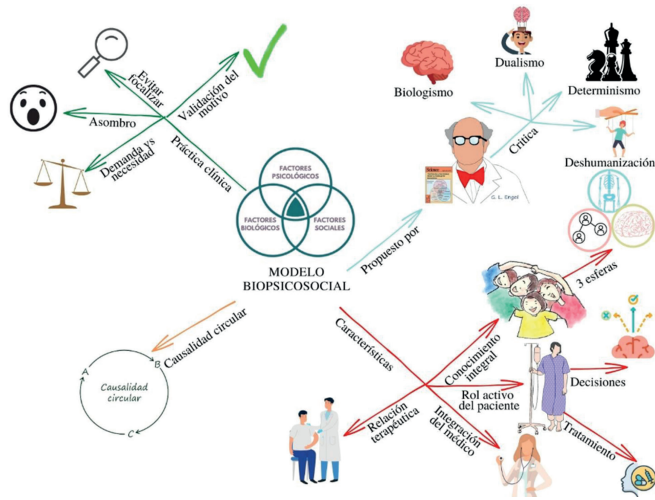 Evitar
focalizar
Validación del
motivo
Asombro
Demanda vs
necesidad
Práctica clínica
Biologismo
Dualismo
Determinismo
Crítica
Deshumanización
G. L. Engel
Propuesto por
FACTORES
PSICOLÓGICOS
FACTORES
BIOLÓGICOS
FACTORES
SOCIALES
MODELO
BIOPSICOSOCIAL
Causalidad circular
A
B
C
Causalidad
circular
Características
Conocimiento
integral
3 esferas
Rol activo
del paciente
Decisiones
Tratamiento
Integración
del médico
Relación
terapéutica